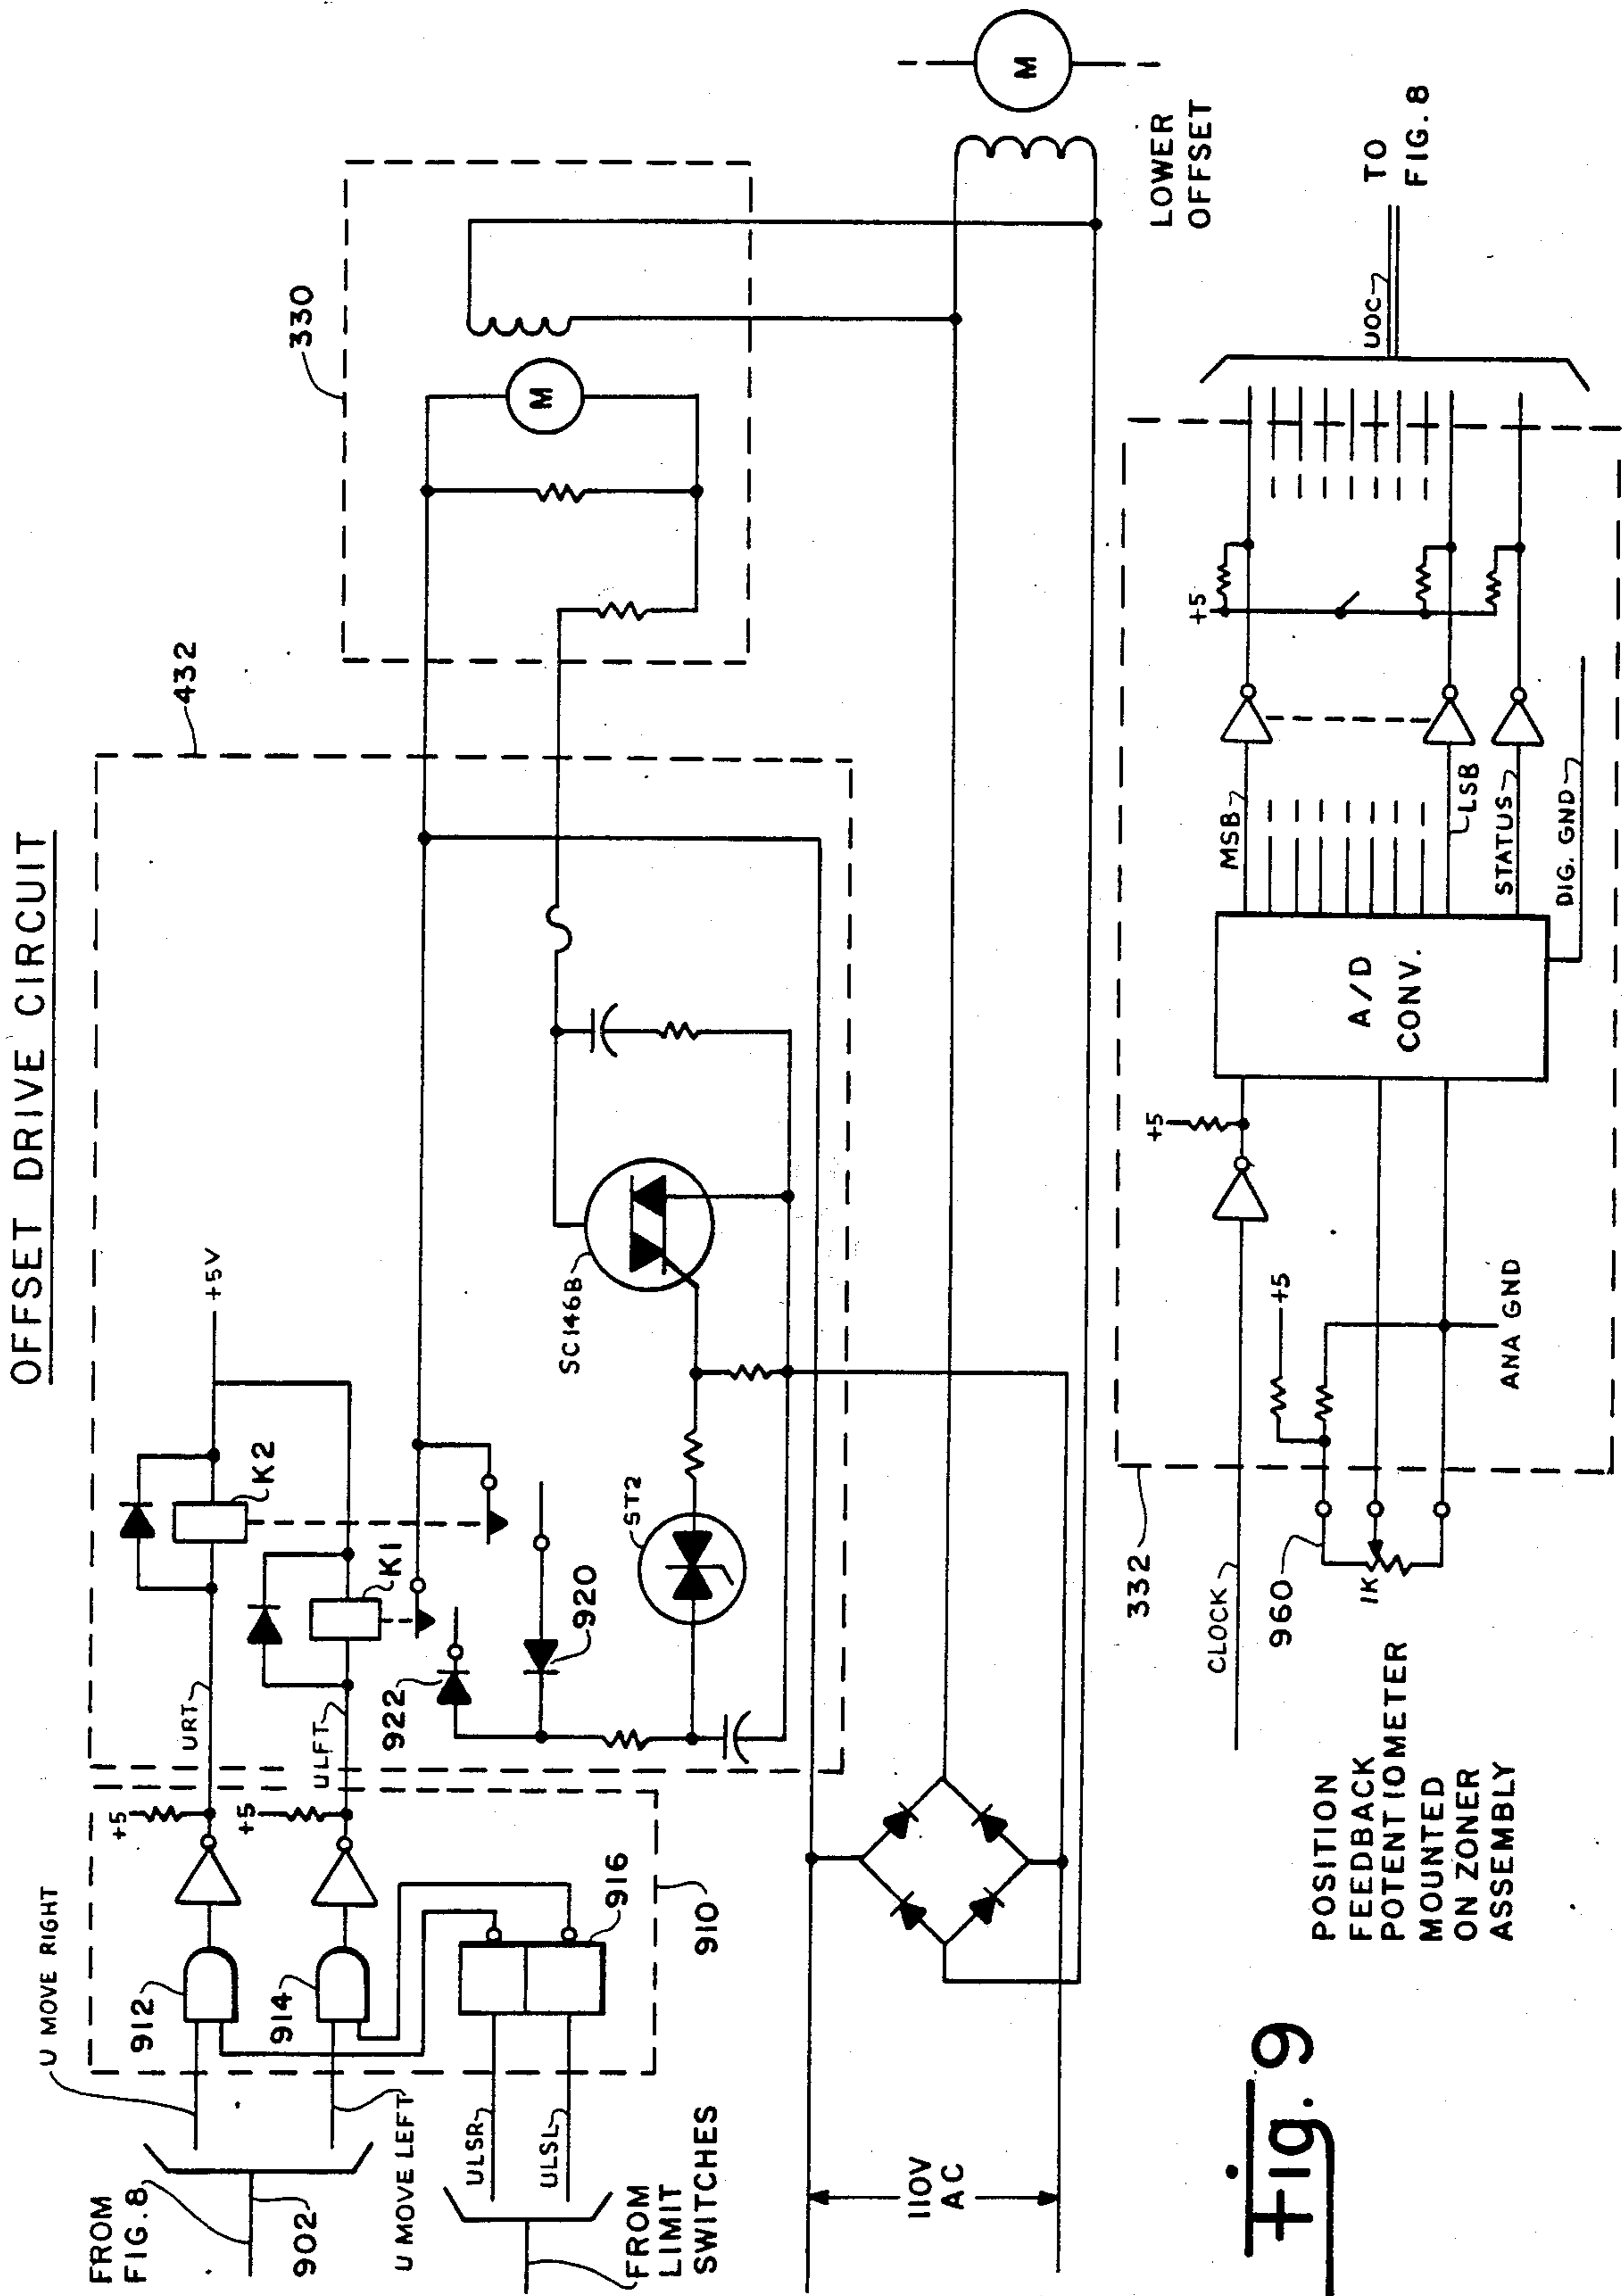 OFFSET DRIVE CIRCUIT
FROM
FIG. 8
902
U MOVE RIGHT
U MOVE LEFT
912
914
+5
+5
URT
ULFT
K2
K1
+5V
432
330
M
922
920
ST2
SC146B
ULSR
ULSL
916
910
FROM
LIMIT
SWITCHES
110V
AC
M
LOWER
OFFSET
332
CLOCK
+5
960
1K
+5
ANA GND
A/D
CONV.
MSB
LSB
STATUS
DIG. GND
+5
UOC
TO
FIG. 8
POSITION
FEEDBACK
POTENTIOMETER
MOUNTED
ON ZONER
ASSEMBLY
Fig. 9